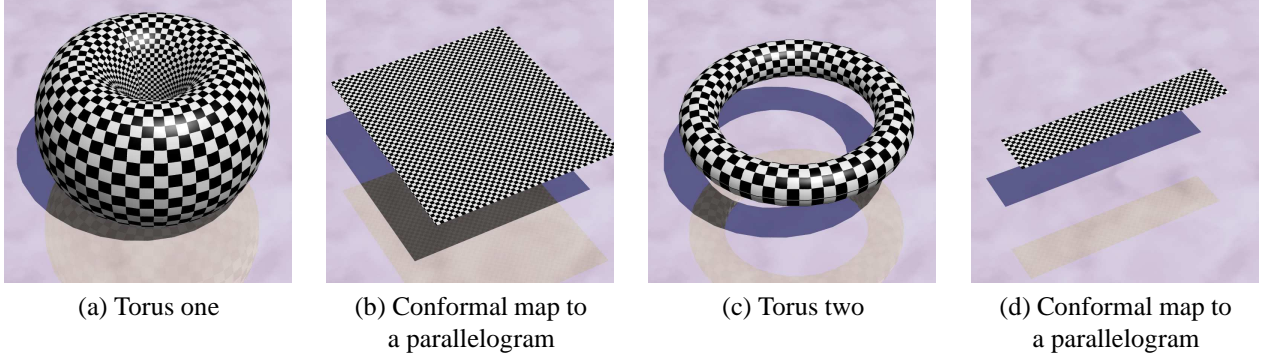 (a) Torus one
(b) Conformal map to
a parallelogram
(c) Torus two
(d) Conformal map to
a parallelogram